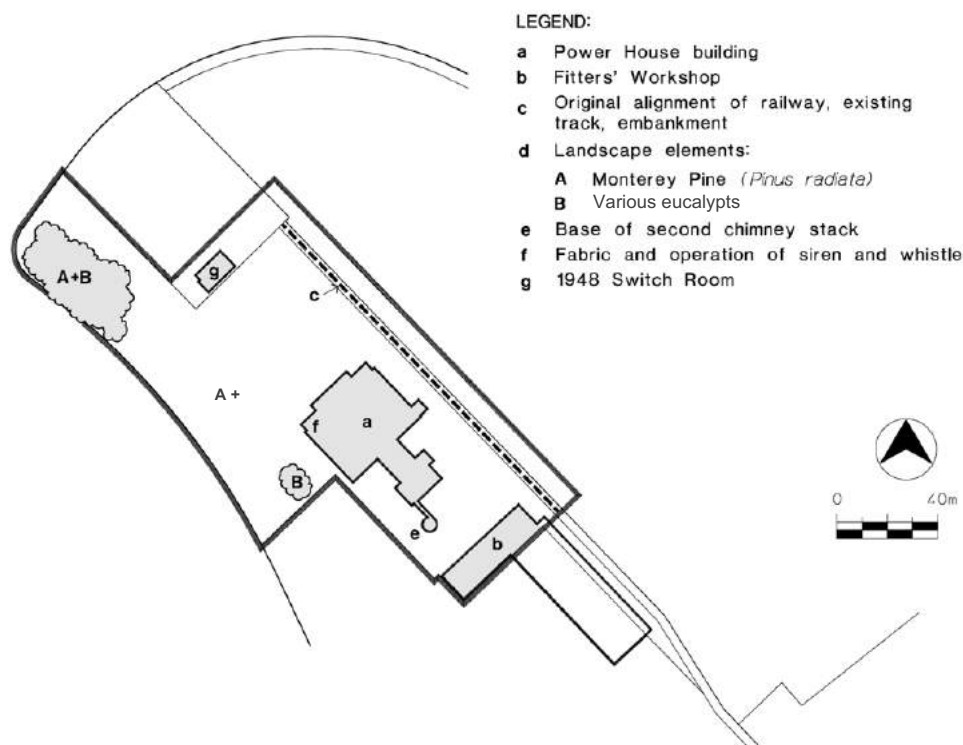 LEGEND:
a Power House building
b Fitters' Workshop
c Original alignment of railway, existing
track, embankment
d Landscape elements:
A Monterey Pine (Pinus radiata)
B Various eucalypts
e Base of second chimney stack
f Fabric and operation of siren and whistle
g 1948 Switch Room
A+B
g
c
A +
f
a
B
e
b
0 40m